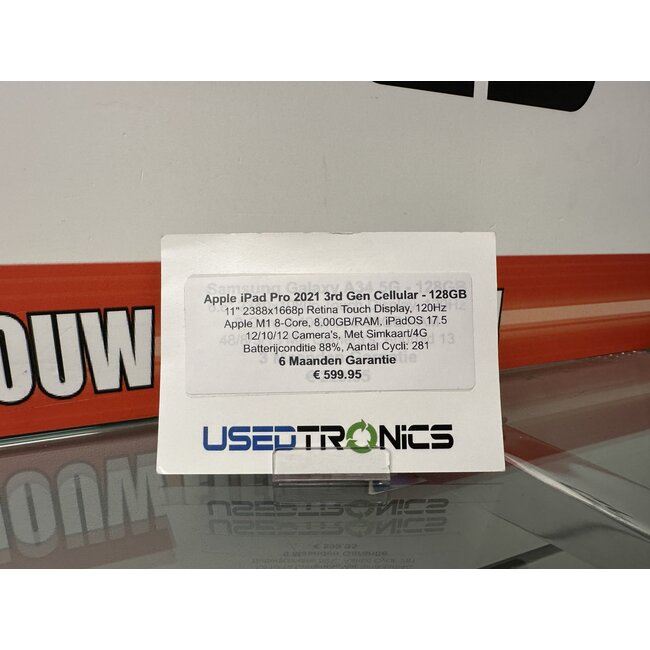 OUW
Apple iPad Pro 2021 3rd Gen Cellular - 128GB
11" 2388x1668p Retina Touch Display, 120Hz
Apple M1 8-Core, 8.00GB/RAM, iPadOS 17.5
12/10/12 Camera's, Met Simkaart/4G
Batterijconditie 88%, Aantal Cycli: 281
6 Maanden Garantie
€ 599.95
USEDTRONiCS